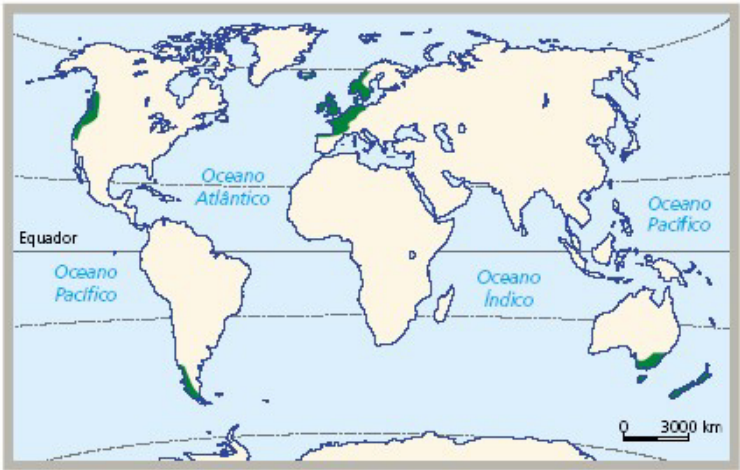 Oceano
Atlântico
Oceano
Pacífico
Equador
Oceano
Pacífico
Oceano
Índico
0 3000 km